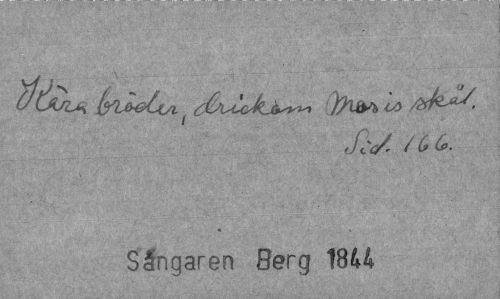 Kära bröder, drickom Moris skål.
Sid. 166.
Sångaren Berg 1844